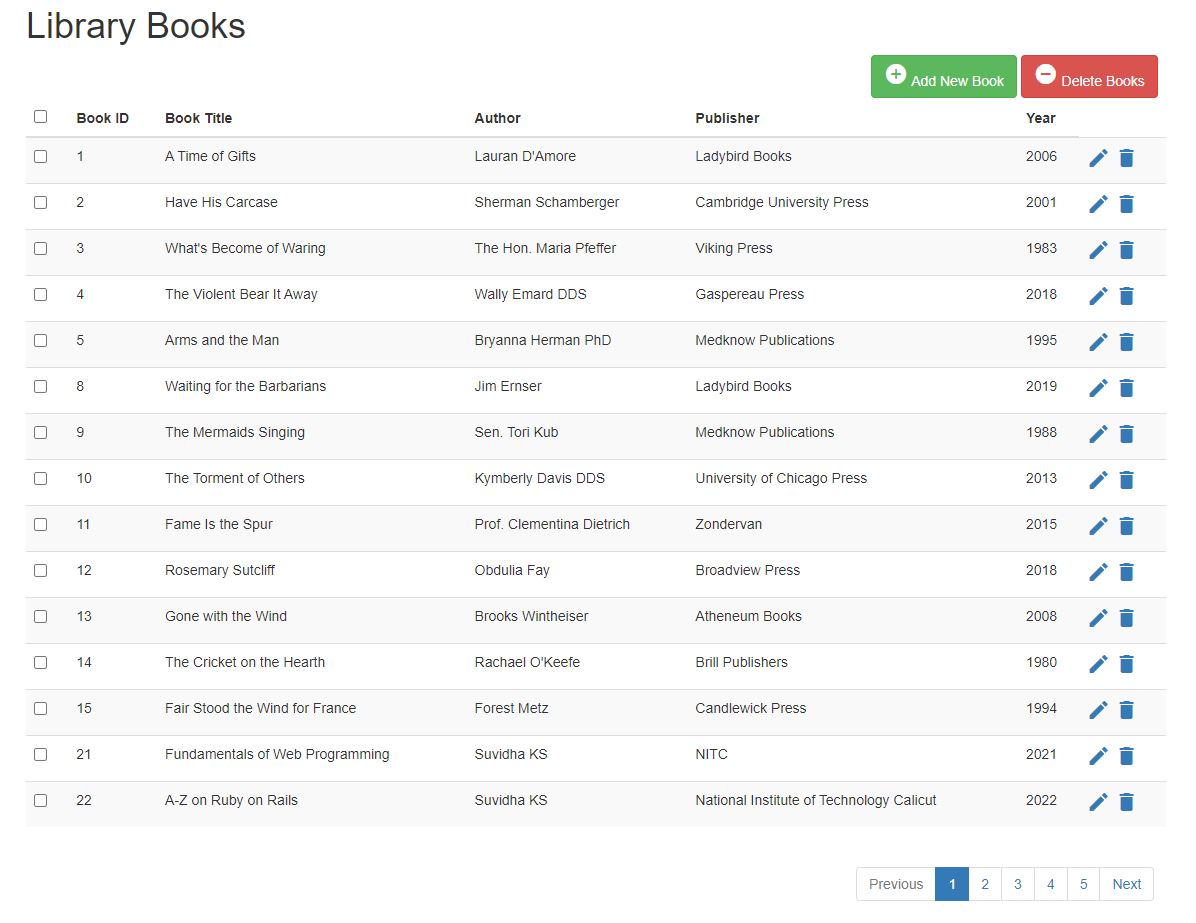 Library Books
Add New Book Delete Books
Book ID Book Title Author Publisher Year
1 A Time of Gifts Lauran D'Amore Ladybird Books 2006
2 Have His Carcase Sherman Schamberger Cambridge University Press 2001
3 What's Become of Waring The Hon. Maria Pfeffer Viking Press 1983
4 The Violent Bear It Away Wally Emard DDS Gaspereau Press 2018
5 Arms and the Man Bryanna Herman PhD Medknow Publications 1995
8 Waiting for the Barbarians Jim Ernser Ladybird Books 2019
9 The Mermaids Singing Sen. Tori Kub Medknow Publications 1988
10 The Torment of Others Kymberly Davis DDS University of Chicago Press 2013
11 Fame Is the Spur Prof. Clementina Dietrich Zondervan 2015
12 Rosemary Sutcliff Obdulia Fay Broadview Press 2018
13 Gone with the Wind Brooks Wintheiser Atheneum Books 2008
14 The Cricket on the Hearth Rachael O'Keefe Brill Publishers 1980
15 Fair Stood the Wind for France Forest Metz Candlewick Press 1994
21 Fundamentals of Web Programming Suvidha KS NITC 2021
22 A-Z on Ruby on Rails Suvidha KS National Institute of Technology Calicut 2022
Previous 1 2 3 4 5 Next